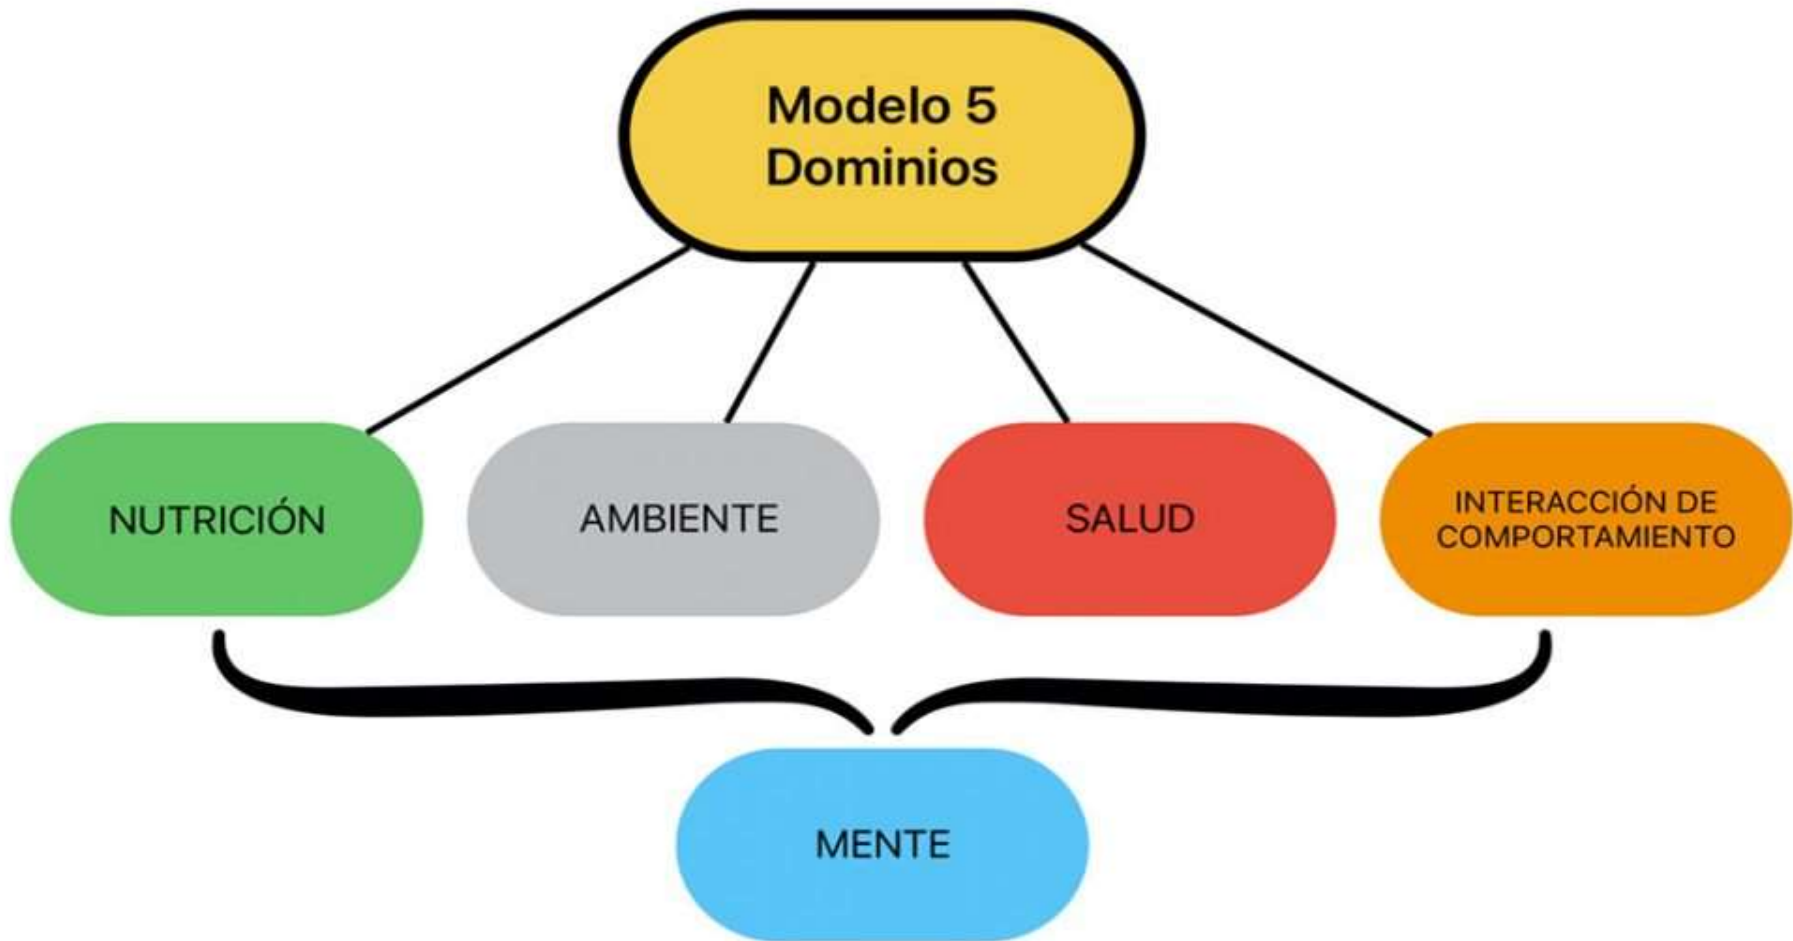 Modelo 5
Dominios
NUTRICIÓN
AMBIENTE
SALUD
INTERACCIÓN DE
COMPORTAMIENTO
MENTE